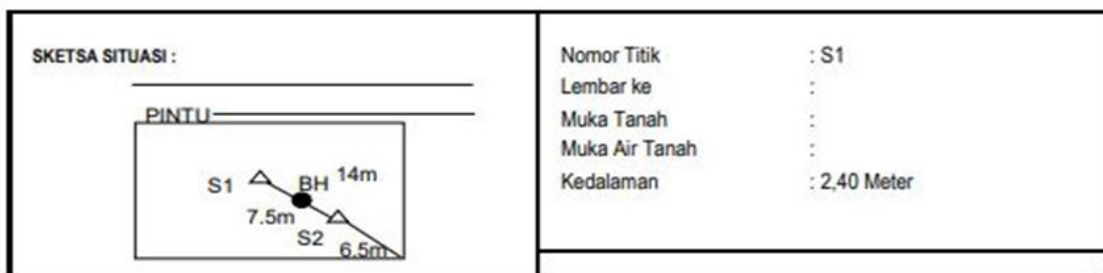 SKETSA SITUASI :
PINTU
S1
BH
14m
7.5m
S2
6.5m
Nomor Titik : S1
Lembar ke :
Muka Tanah :
Muka Air Tanah :
Kedalaman : 2,40 Meter